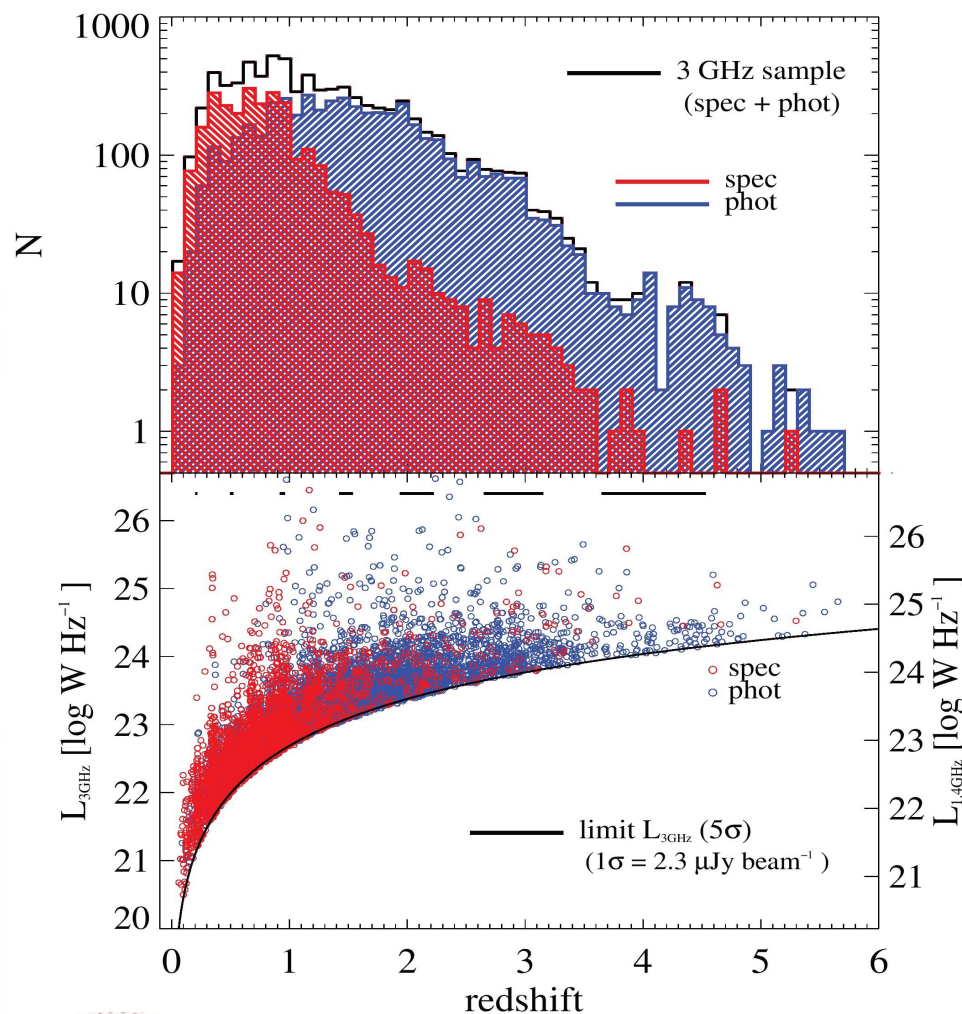 1000
100
10
1
N
3 GHz sample
(spec + phot)
spec
phot
26
25
24
23
22
21
20
L3GHz [log W Hz⁻¹]
26
25
24
23
22
21
L1.4GHz [log W Hz⁻¹]
spec
phot
limit L3GHz (5σ)
(1σ = 2.3 μJy beam⁻¹ )
0 1 2 3 4 5 6
redshift